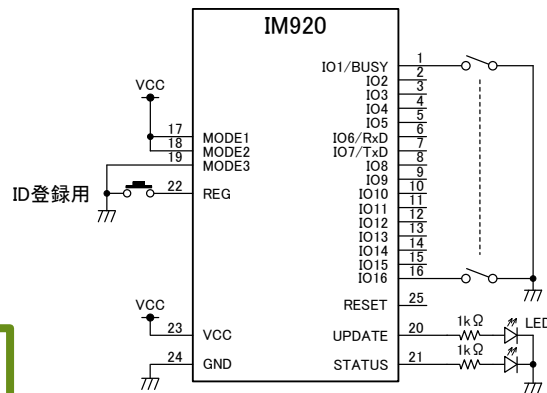 IM920
VCC
17 MODE1
18 MODE2
19 MODE3
ID登録用
22 REG
VCC
23 VCC
24 GND
IO1/BUSY 1
IO2 2
IO3 3
IO4 4
IO5 5
IO6/RxD 6
IO7/TxD 7
IO8 8
IO9 9
IO10 10
IO11 11
IO12 12
IO13 13
IO14 14
IO15 15
IO16 16
RESET 25
UPDATE 20 1kΩ LED
STATUS 21 1kΩ